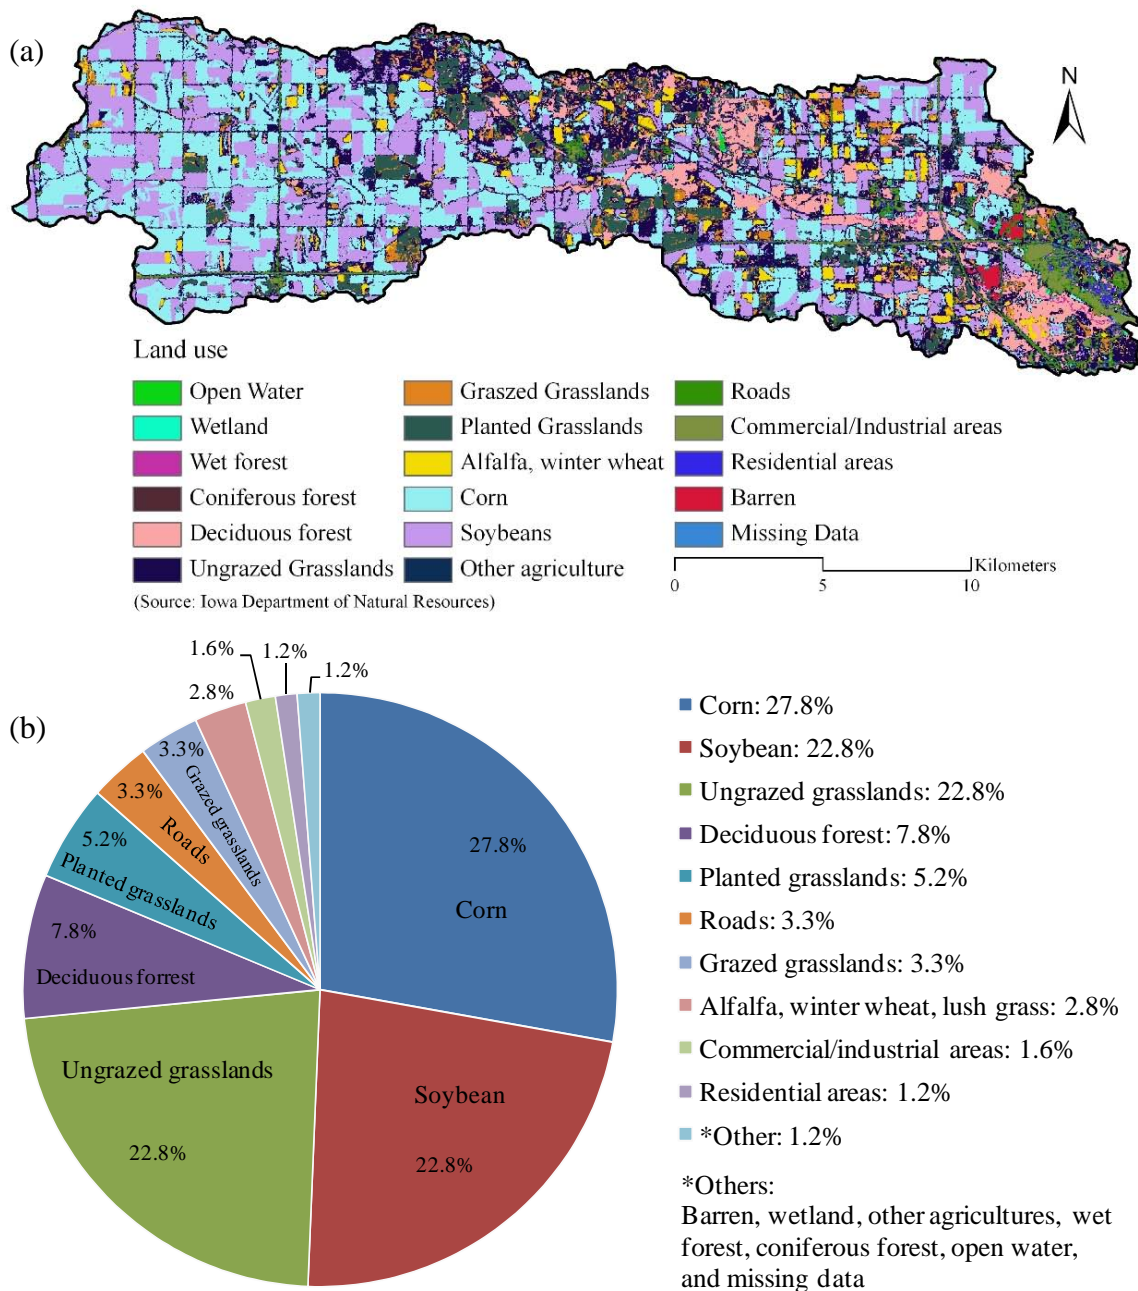 (a)
N
Land use
Open Water
Wetland
Wet forest
Coniferous forest
Deciduous forest
Ungrazed Grasslands
Graszed Grasslands
Planted Grasslands
Alfalfa, winter wheat
Corn
Soybeans
Other agriculture
Roads
Commercial/Industrial areas
Residential areas
Barren
Missing Data
Kilometers
0 5 10
(Source: Iowa Department of Natural Resources)
(b)
1.6%
1.2%
1.2%
2.8%
3.3%
Grazed grasslands
3.3%
Roads
5.2%
Planted grasslands
7.8%
Deciduous forrest
27.8%
Corn
Ungrazed grasslands
22.8%
Soybean
22.8%
Corn: 27.8%
Soybean: 22.8%
Ungrazed grasslands: 22.8%
Deciduous forest: 7.8%
Planted grasslands: 5.2%
Roads: 3.3%
Grazed grasslands: 3.3%
Alfalfa, winter wheat, lush grass: 2.8%
Commercial/industrial areas: 1.6%
Residential areas: 1.2%
*Other: 1.2%
*Others:
Barren, wetland, other agricultures, wet
forest, coniferous forest, open water,
and missing data